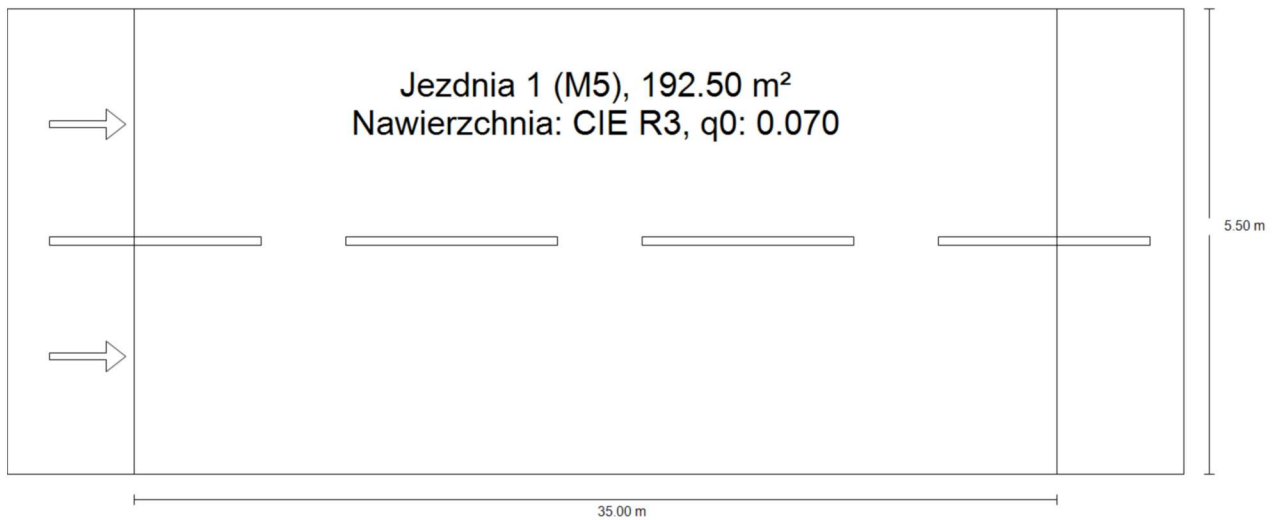 Jezdnia 1 (M5), 192.50 m²
Nawierzchnia: CIE R3, q0: 0.070
5.50 m
35.00 m